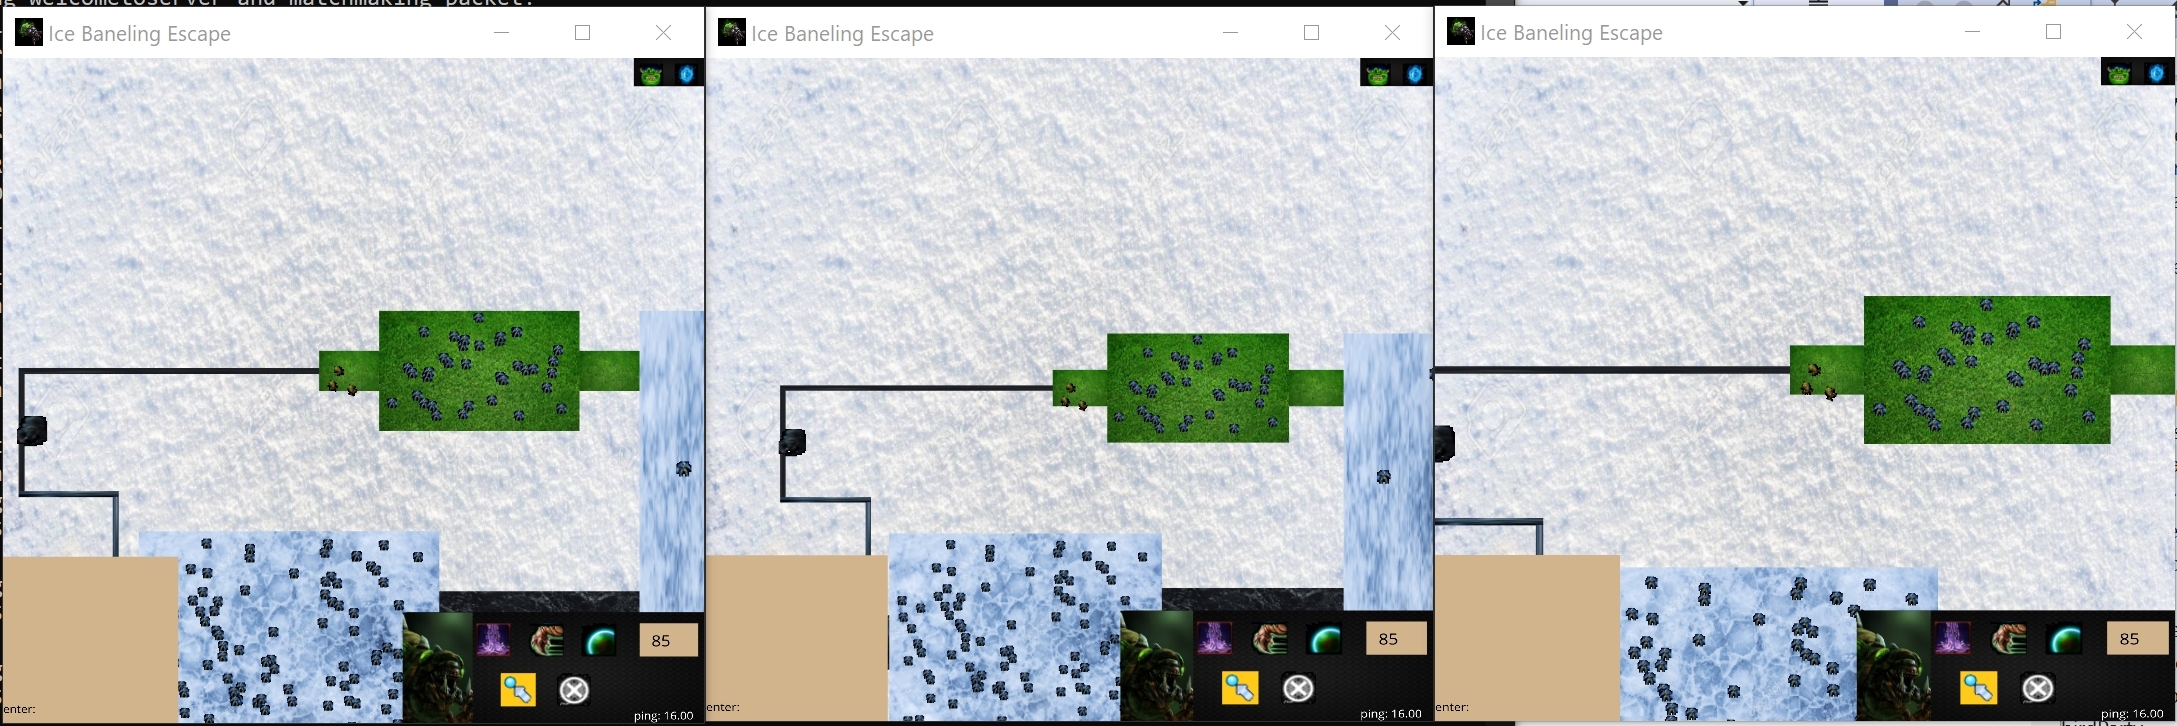 ng welcometoserver and matchmaking packet.
Ice Baneling Escape
85
enter:
ping: 16.00
Ice Baneling Escape
85
enter:
ping: 16.00
Ice Baneling Escape
85
enter:
ping: 16.00